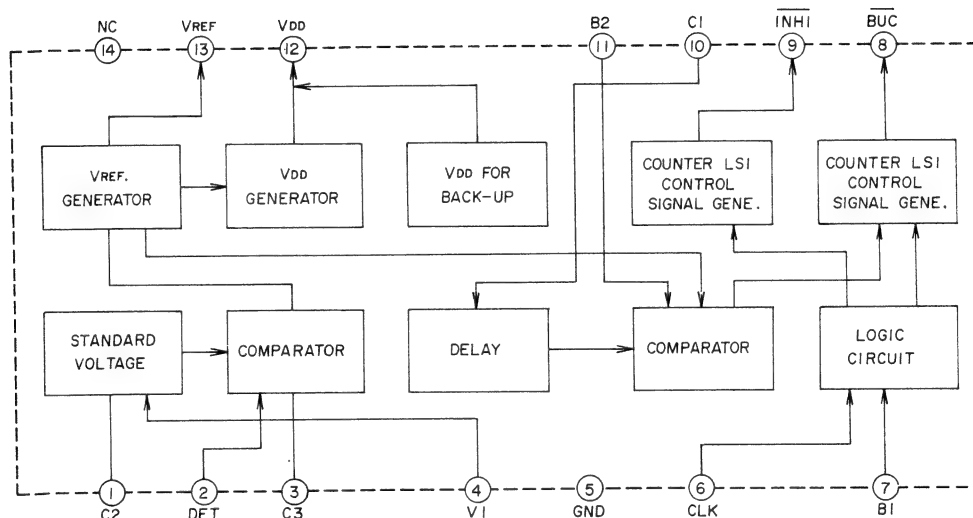 NC VREF VDD B2 C1 INH1 BUC
14 13 12 11 10 9 8
VREF.
GENERATOR
VDD
GENERATOR
VDD FOR
BACK-UP
COUNTER LSI
CONTROL
SIGNAL GENE.
COUNTER LSI
CONTROL
SIGNAL GENE.
STANDARD
VOLTAGE
COMPARATOR
DELAY
COMPARATOR
LOGIC
CIRCUIT
1 2 3 4 5 6 7
C2 DET C3 V1 GND CLK B1